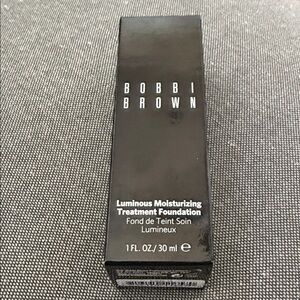 BOBBI
BROWN
Luminous Moisturizing
Treatment Foundation
Fond de Teint Soin
Lumineux
1 FL. OZ./30 ml ℮